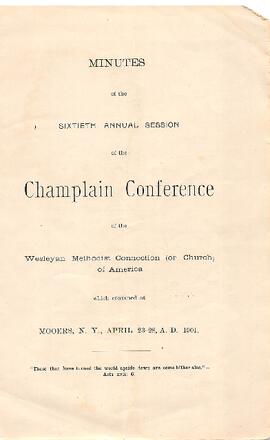 MINUTES
of the
SIXTIETH ANNUAL SESSION
of the
Champlain Conference
of the
Wesleyan Methodist Connection (or Church)
of America
which convened at
MOOERS, N. Y., APRIL 23-28, A. D. 1901.
"These that have turned the world upside down are come hither also,"—
Acts xvii: 6.